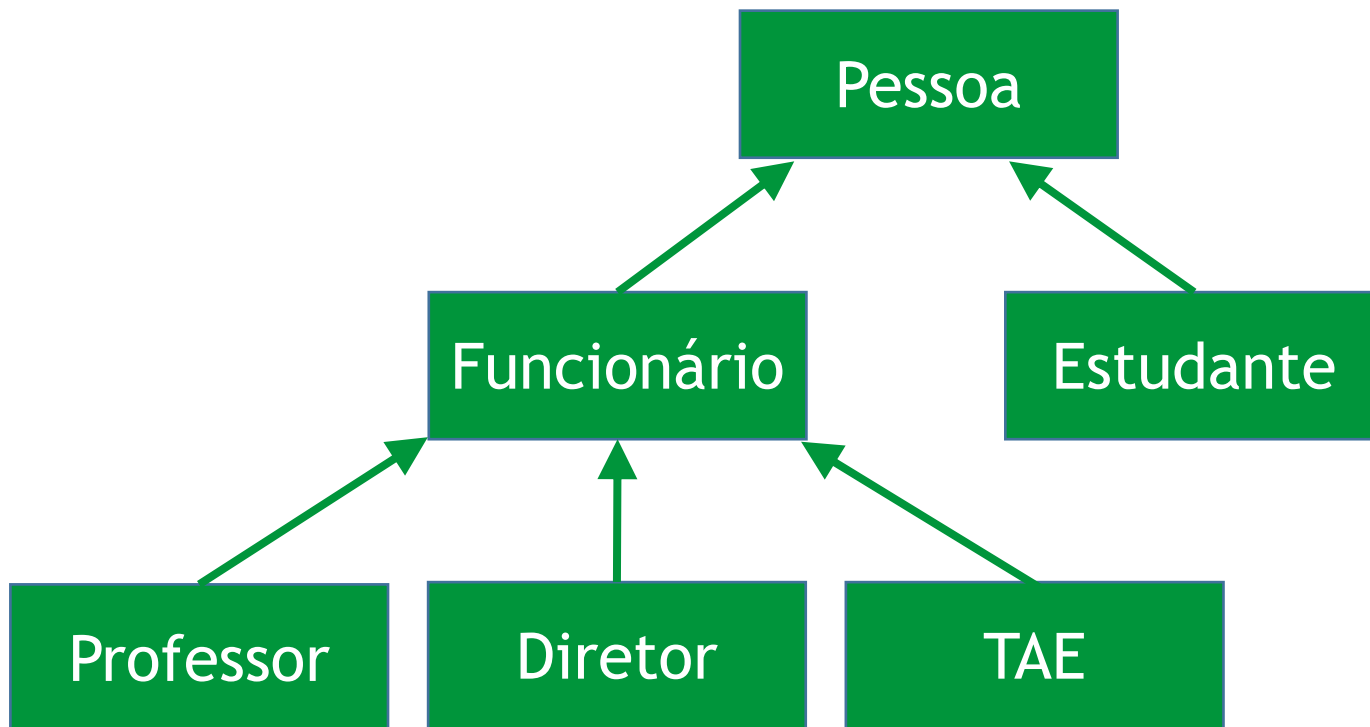 Pessoa
Funcionário
Estudante
Professor
Diretor
TAE